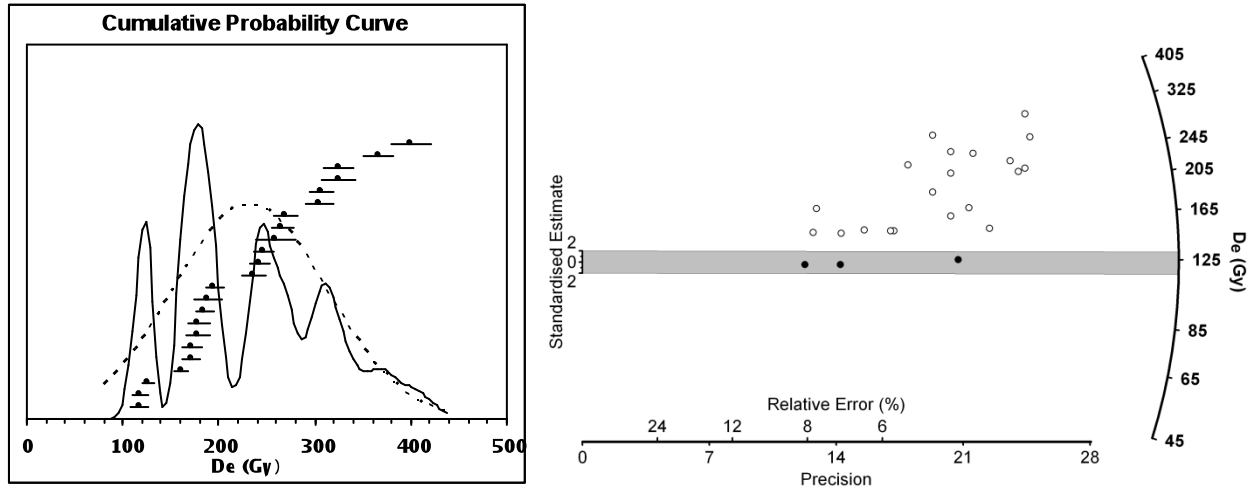 Cumulative Probability Curve
0 100 200 300 400 500
De (Gy)
Standardised Estimate
2
0
2
405
325
245
205
165
125
85
65
45
De (Gy)
Relative Error (%)
24 12 8 6
0 7 14 21 28
Precision